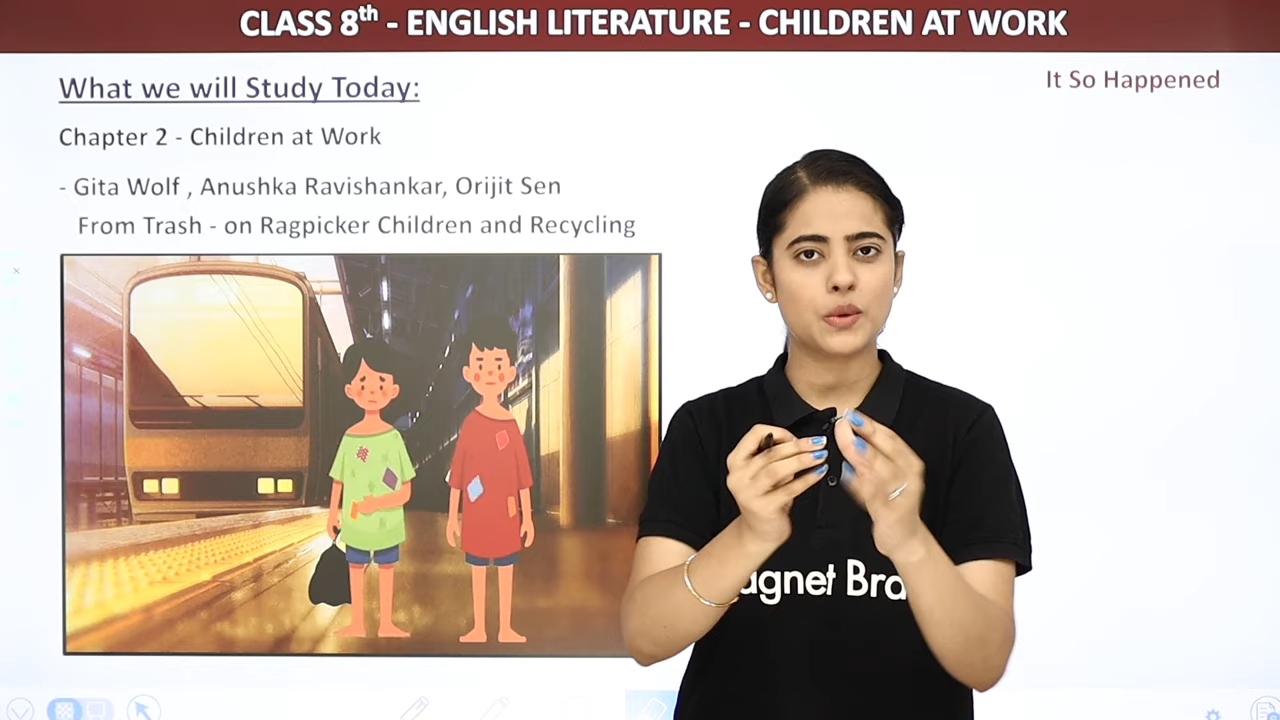 CLASS 8th - ENGLISH LITERATURE - CHILDREN AT WORK
What we will Study Today:
It So Happened
Chapter 2 - Children at Work
- Gita Wolf , Anushka Ravishankar, Orijit Sen
From Trash - on Ragpicker Children and Recycling
agnet Bra